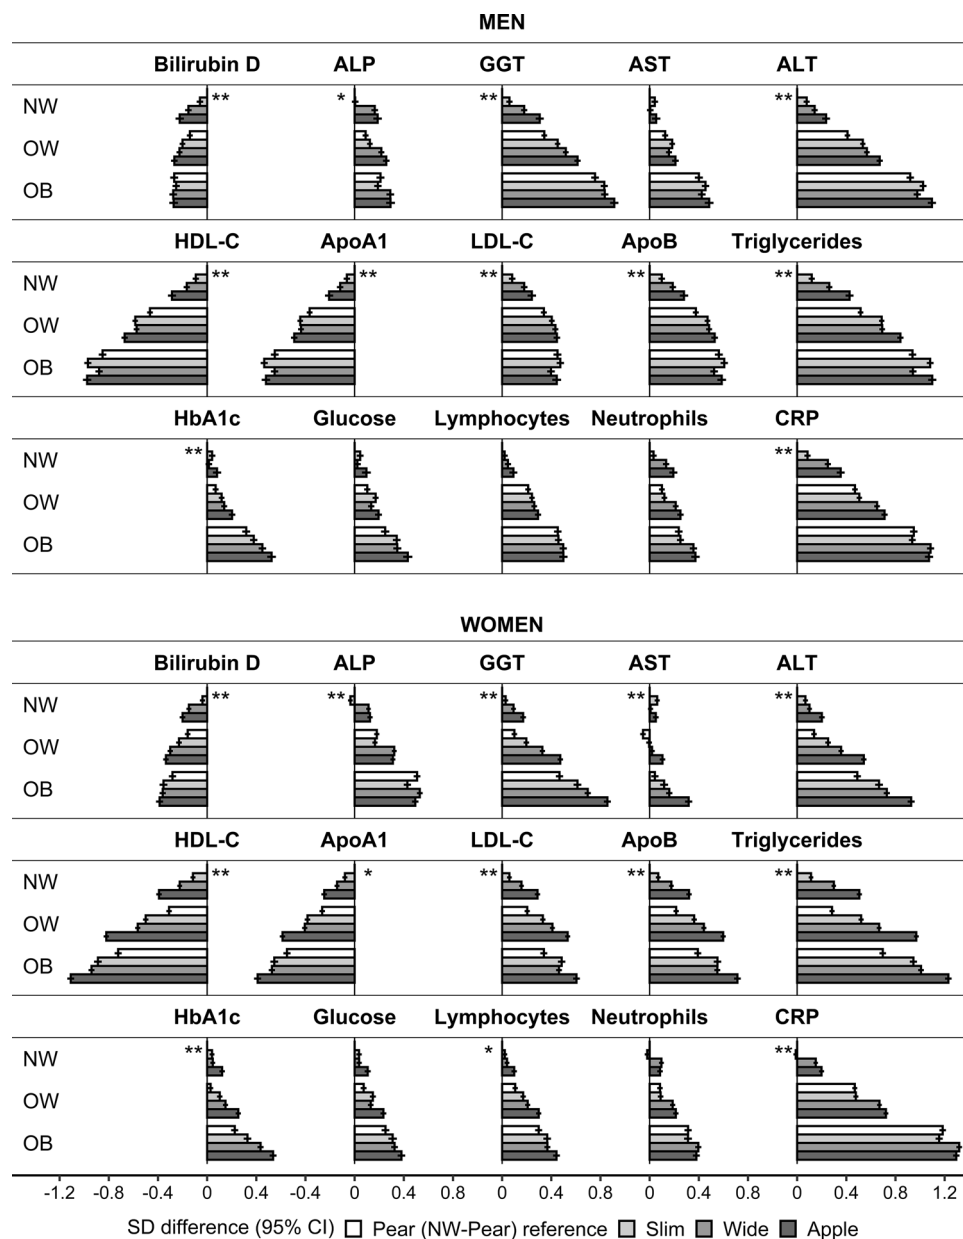 MEN
Bilirubin D ALP GGT AST ALT
NW ** * ** **
OW
OB
HDL-C ApoA1 LDL-C ApoB Triglycerides
NW ** ** ** ** **
OW
OB
HbA1c Glucose Lymphocytes Neutrophils CRP
NW ** **
OW
OB
WOMEN
Bilirubin D ALP GGT AST ALT
NW ** ** ** ** **
OW
OB
HDL-C ApoA1 LDL-C ApoB Triglycerides
NW ** * ** ** **
OW
OB
HbA1c Glucose Lymphocytes Neutrophils CRP
NW ** * **
OW
OB
-1.2 -0.8 -0.4 0 0.4 -0.4 0 0.4 0 0.4 0.8 0 0.4 0.8 0 0.4 0.8 1.2
SD difference (95% CI) Pear (NW-Pear) reference Slim Wide Apple